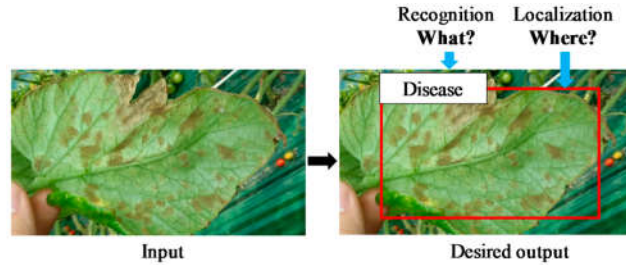 Recognition
What?
Localization
Where?
Disease
Input
Desired output